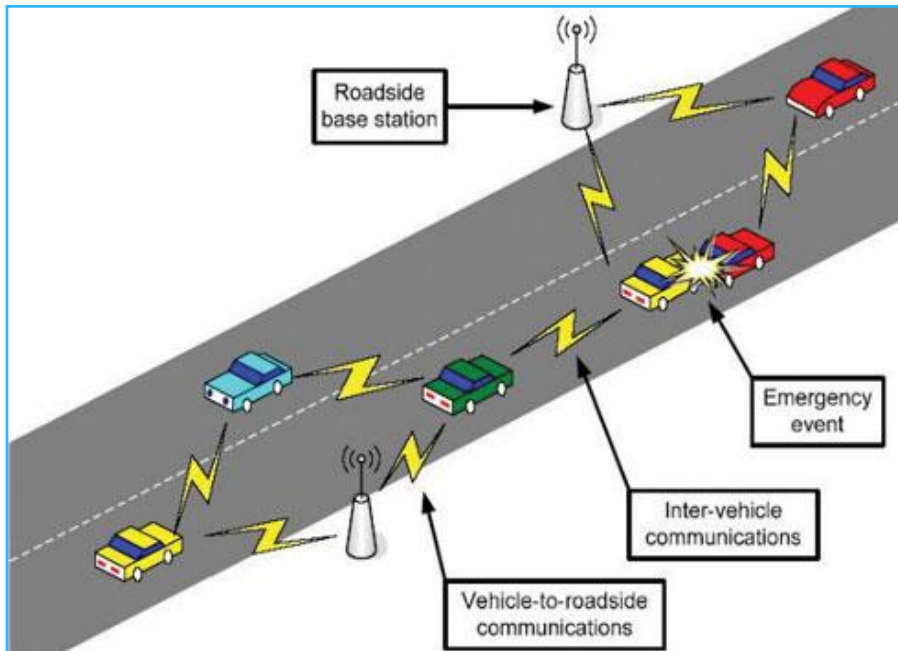 Roadside
base station
Emergency
event
Inter-vehicle
communications
Vehicle-to-roadside
communications